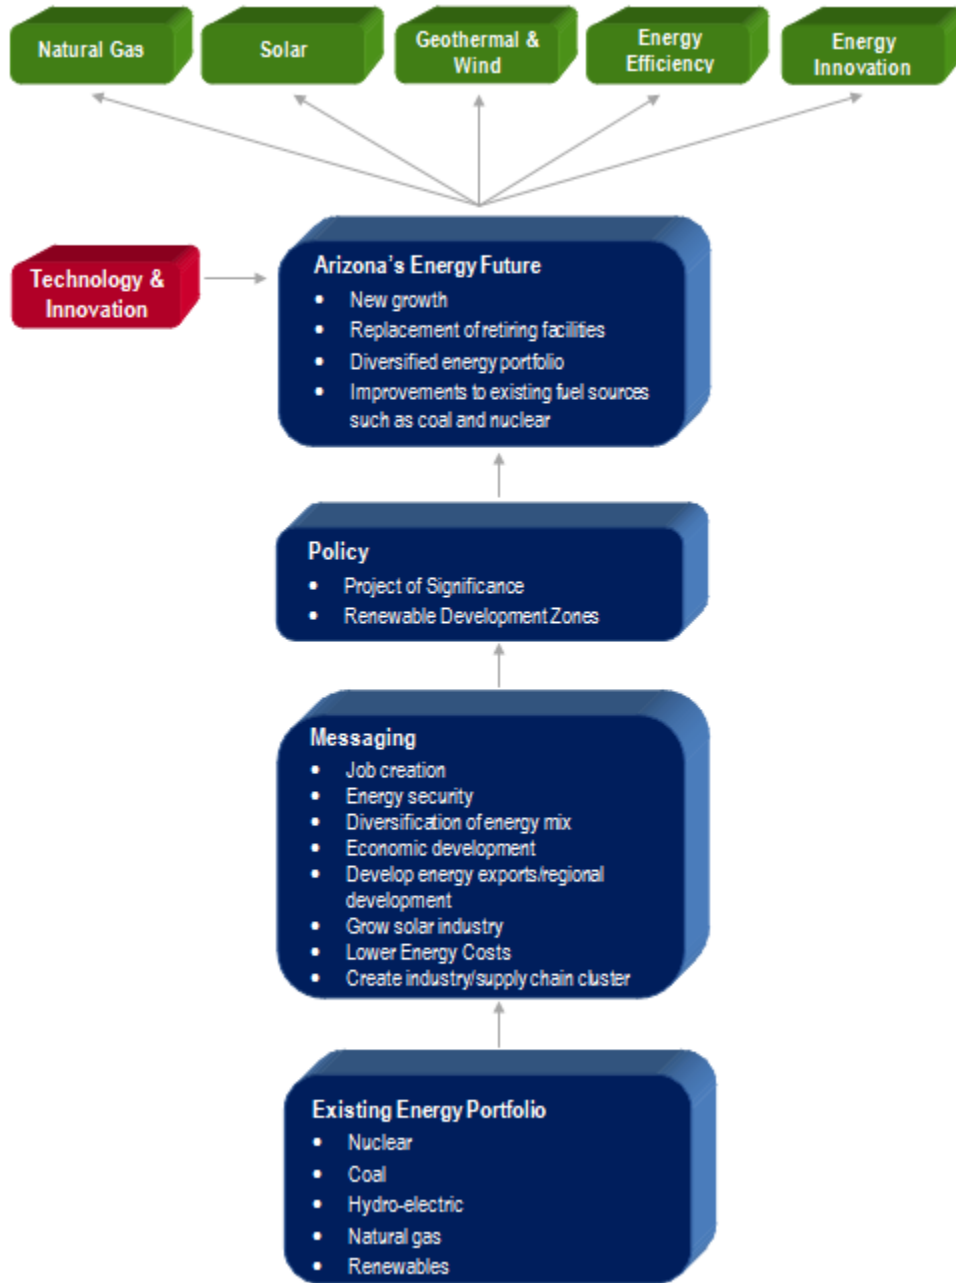 Natural Gas
Solar
Geothermal &
Wind
Energy
Efficiency
Energy
Innovation
Technology &
Innovation
Arizona's Energy Future
• New growth
• Replacement of retiring facilities
• Diversified energy portfolio
• Improvements to existing fuel sources
such as coal and nuclear
Policy
• Project of Significance
• Renewable Development Zones
Messaging
• Job creation
• Energy security
• Diversification of energy mix
• Economic development
• Develop energy exports/regional
development
• Grow solar industry
• Lower Energy Costs
• Create industry/supply chain cluster
Existing Energy Portfolio
• Nuclear
• Coal
• Hydro-electric
• Natural gas
• Renewables